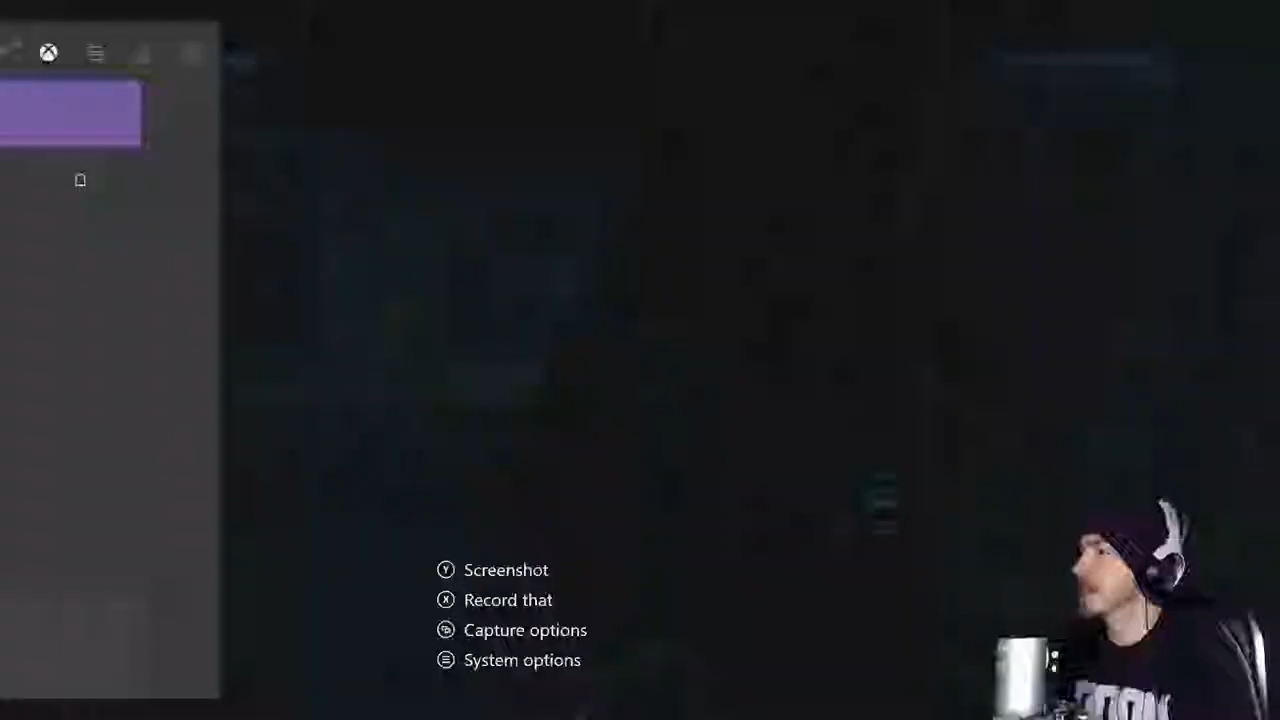 Screenshot
Record that
Capture options
System options